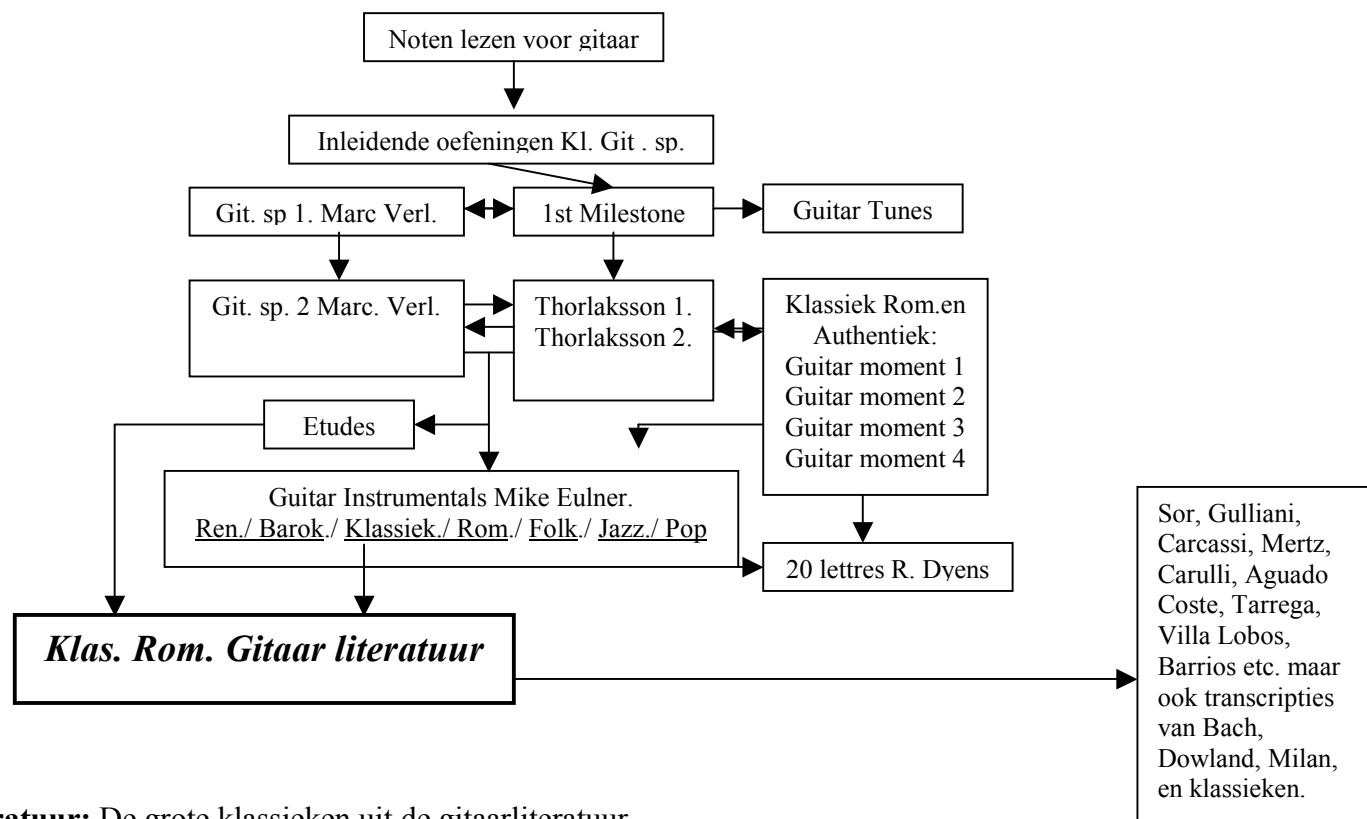 Noten lezen voor gitaar
Inleidende oefeningen Kl. Git . sp.
Git. sp 1. Marc Verl.
1st Milestone
Guitar Tunes
Git. sp. 2 Marc. Verl.
Thorlaksson 1.
Thorlaksson 2.
Klassiek Rom.en
Authentiek:
Guitar moment 1
Guitar moment 2
Guitar moment 3
Guitar moment 4
Etudes
Guitar Instrumentals Mike Eulner.
Ren./ Barok./ Klassiek./ Rom./ Folk./ Jazz./ Pop
20 lettres R. Dyens
Klas. Rom. Gitaar literatuur
Sor, Gulliani,
Carcassi, Mertz,
Carulli, Aguado
Coste, Tarrega,
Villa Lobos,
Barrios etc. maar
ook transcripties
van Bach,
Dowland, Milan,
en klassieken.
ratuur: De grote klassieken uit de gitaarliteratuur